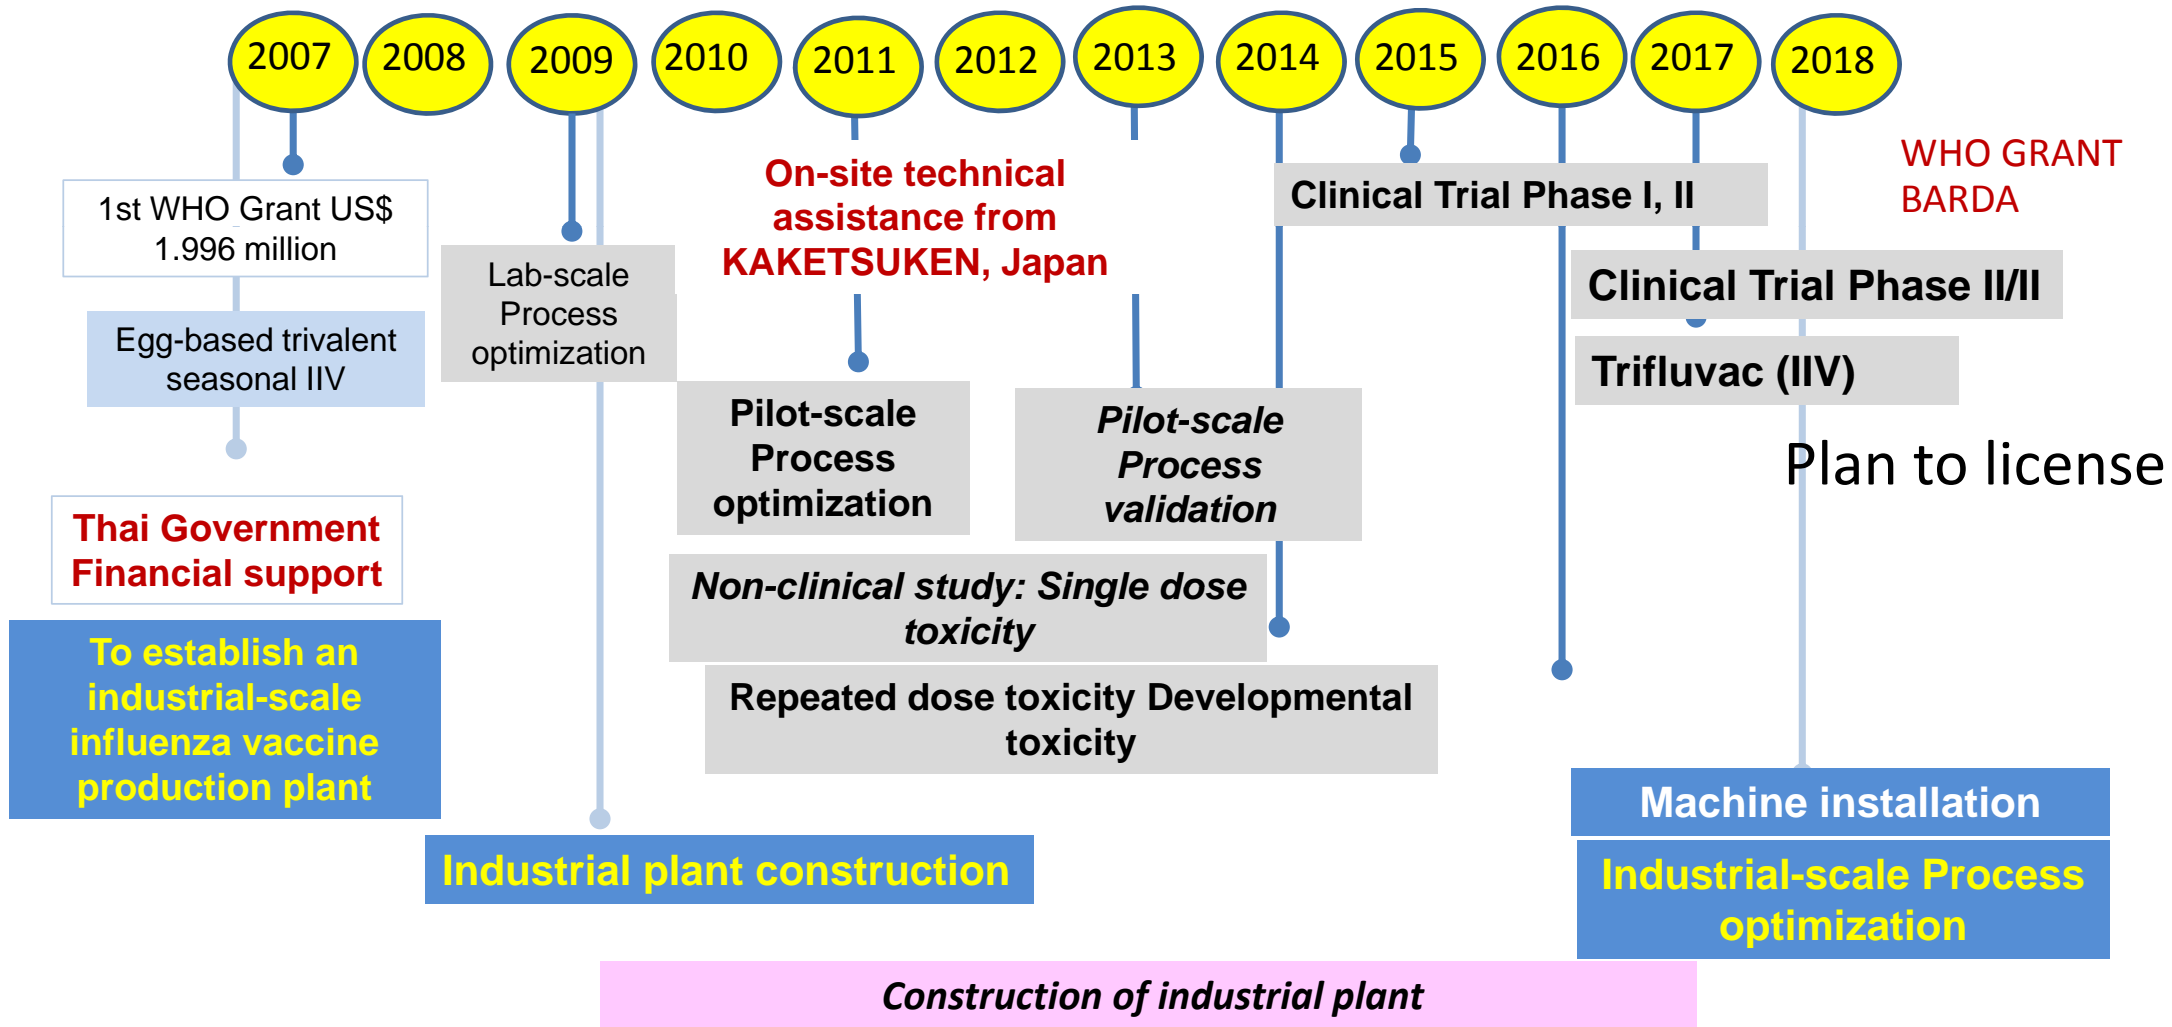 2007
2008
2009
2010
2011
2012
2013
2014
2015
2016
2017
2018
1st WHO Grant US$
1.996 million
Egg-based trivalent
seasonal IIV
Thai Government
Financial support
To establish an
industrial-scale
influenza vaccine
production plant
Lab-scale
Process
optimization
Industrial plant construction
On-site technical
assistance from
KAKETSUKEN, Japan
Pilot-scale
Process
optimization
Pilot-scale
Process
validation
Non-clinical study: Single dose
toxicity
Repeated dose toxicity Developmental
toxicity
Clinical Trial Phase I, II
WHO GRANT
BARDA
Clinical Trial Phase II/II
Trifluvac (IIV)
Plan to license
Machine installation
Industrial-scale Process
optimization
Construction of industrial plant